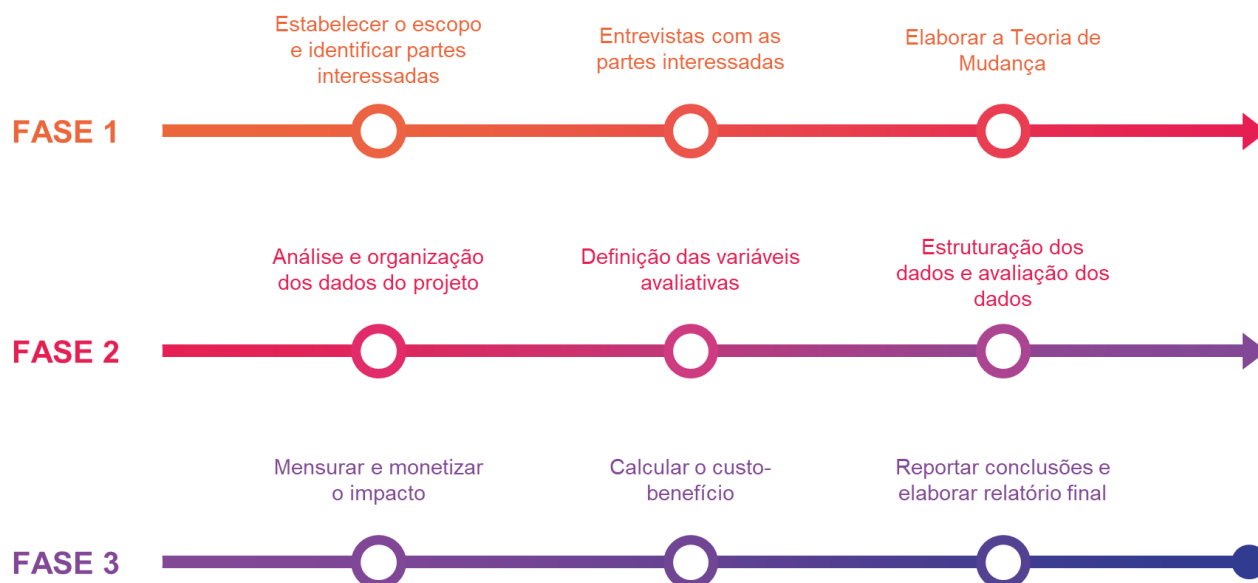 Estabelecer o escopo
e identificar partes
interessadas
Entrevistas com as
partes interessadas
Elaborar a Teoria de
Mudança
FASE 1
Análise e organização
dos dados do projeto
Definição das variáveis
avaliativas
Estruturação dos
dados e avaliação dos
dados
FASE 2
Mensurar e monetizar
o impacto
Calcular o custo-
benefício
Reportar conclusões e
elaborar relatório final
FASE 3